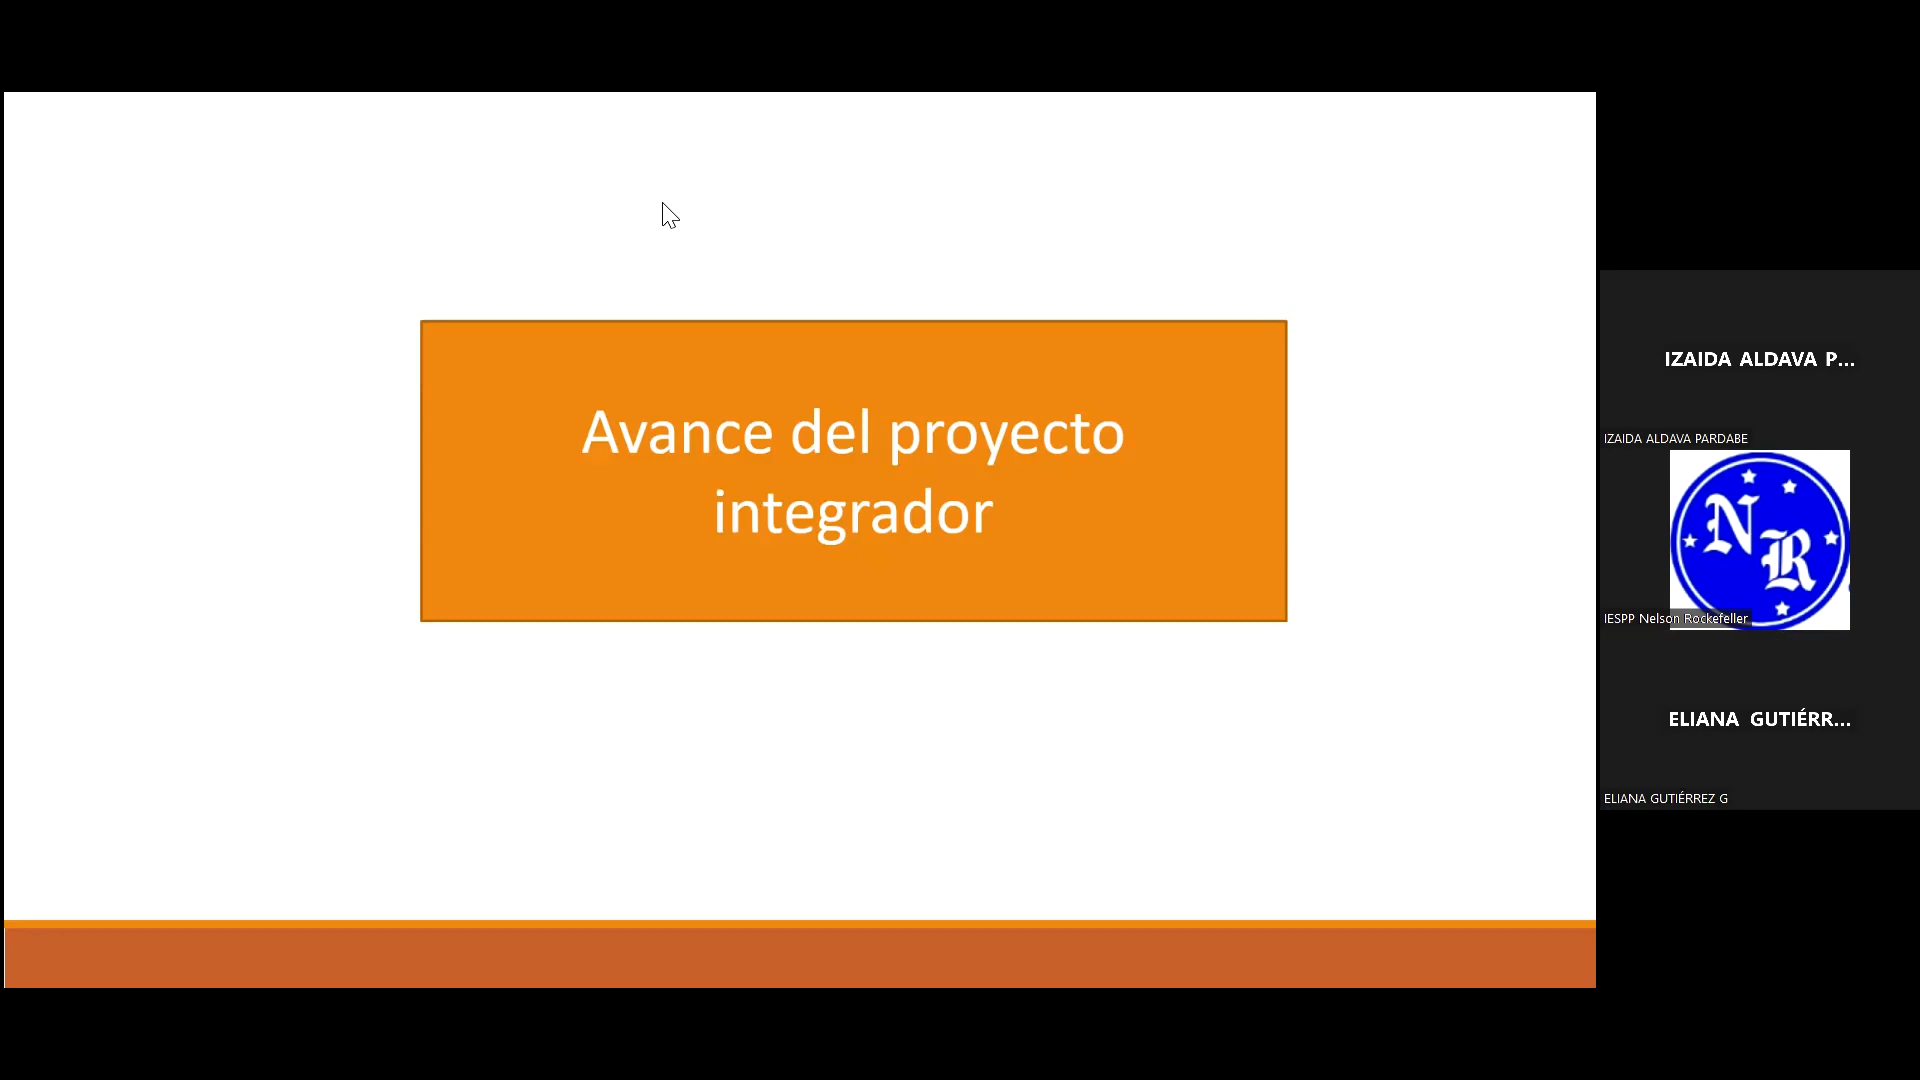 Avance del proyecto
integrador
IZAIDA ALDAVA P...
IZAIDA ALDAVA PARDABE
N
R
IESPP Nelson Rockefeller
ELIANA GUTIÉRR...
ELIANA GUTIÉRREZ G